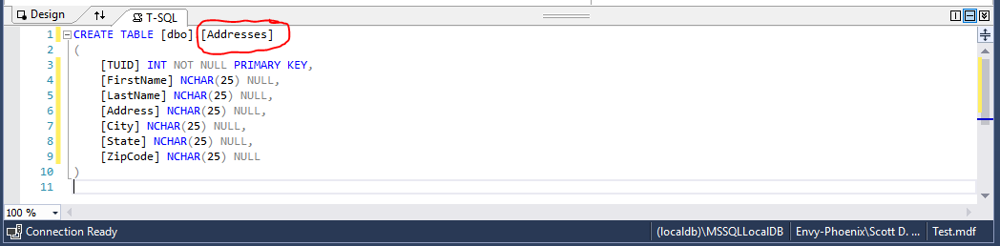 Design T-SQL
1 CREATE TABLE [dbo].[Addresses]
2 (
3 [TUID] INT NOT NULL PRIMARY KEY,
4 [FirstName] NCHAR(25) NULL,
5 [LastName] NCHAR(25) NULL,
6 [Address] NCHAR(25) NULL,
7 [City] NCHAR(25) NULL,
8 [State] NCHAR(25) NULL,
9 [ZipCode] NCHAR(25) NULL
10 )
11
100 %
Connection Ready (localdb)\MSSQLLocalDB Envy-Phoenix\Scott D. ... Test.mdf